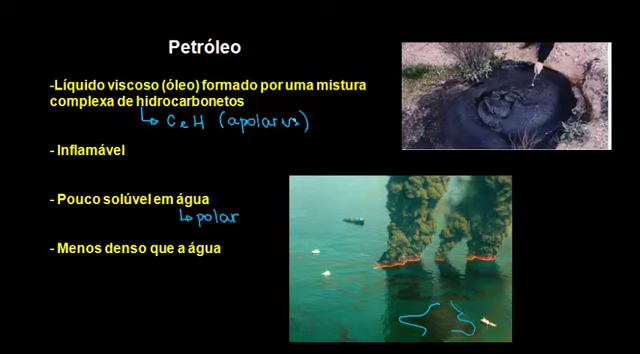 Petróleo
-Líquido viscoso (óleo) formado por uma mistura
complexa de hidrocarbonetos
C e H (apolares)
- Inflamável
- Pouco solúvel em água
polar
- Menos denso que a água